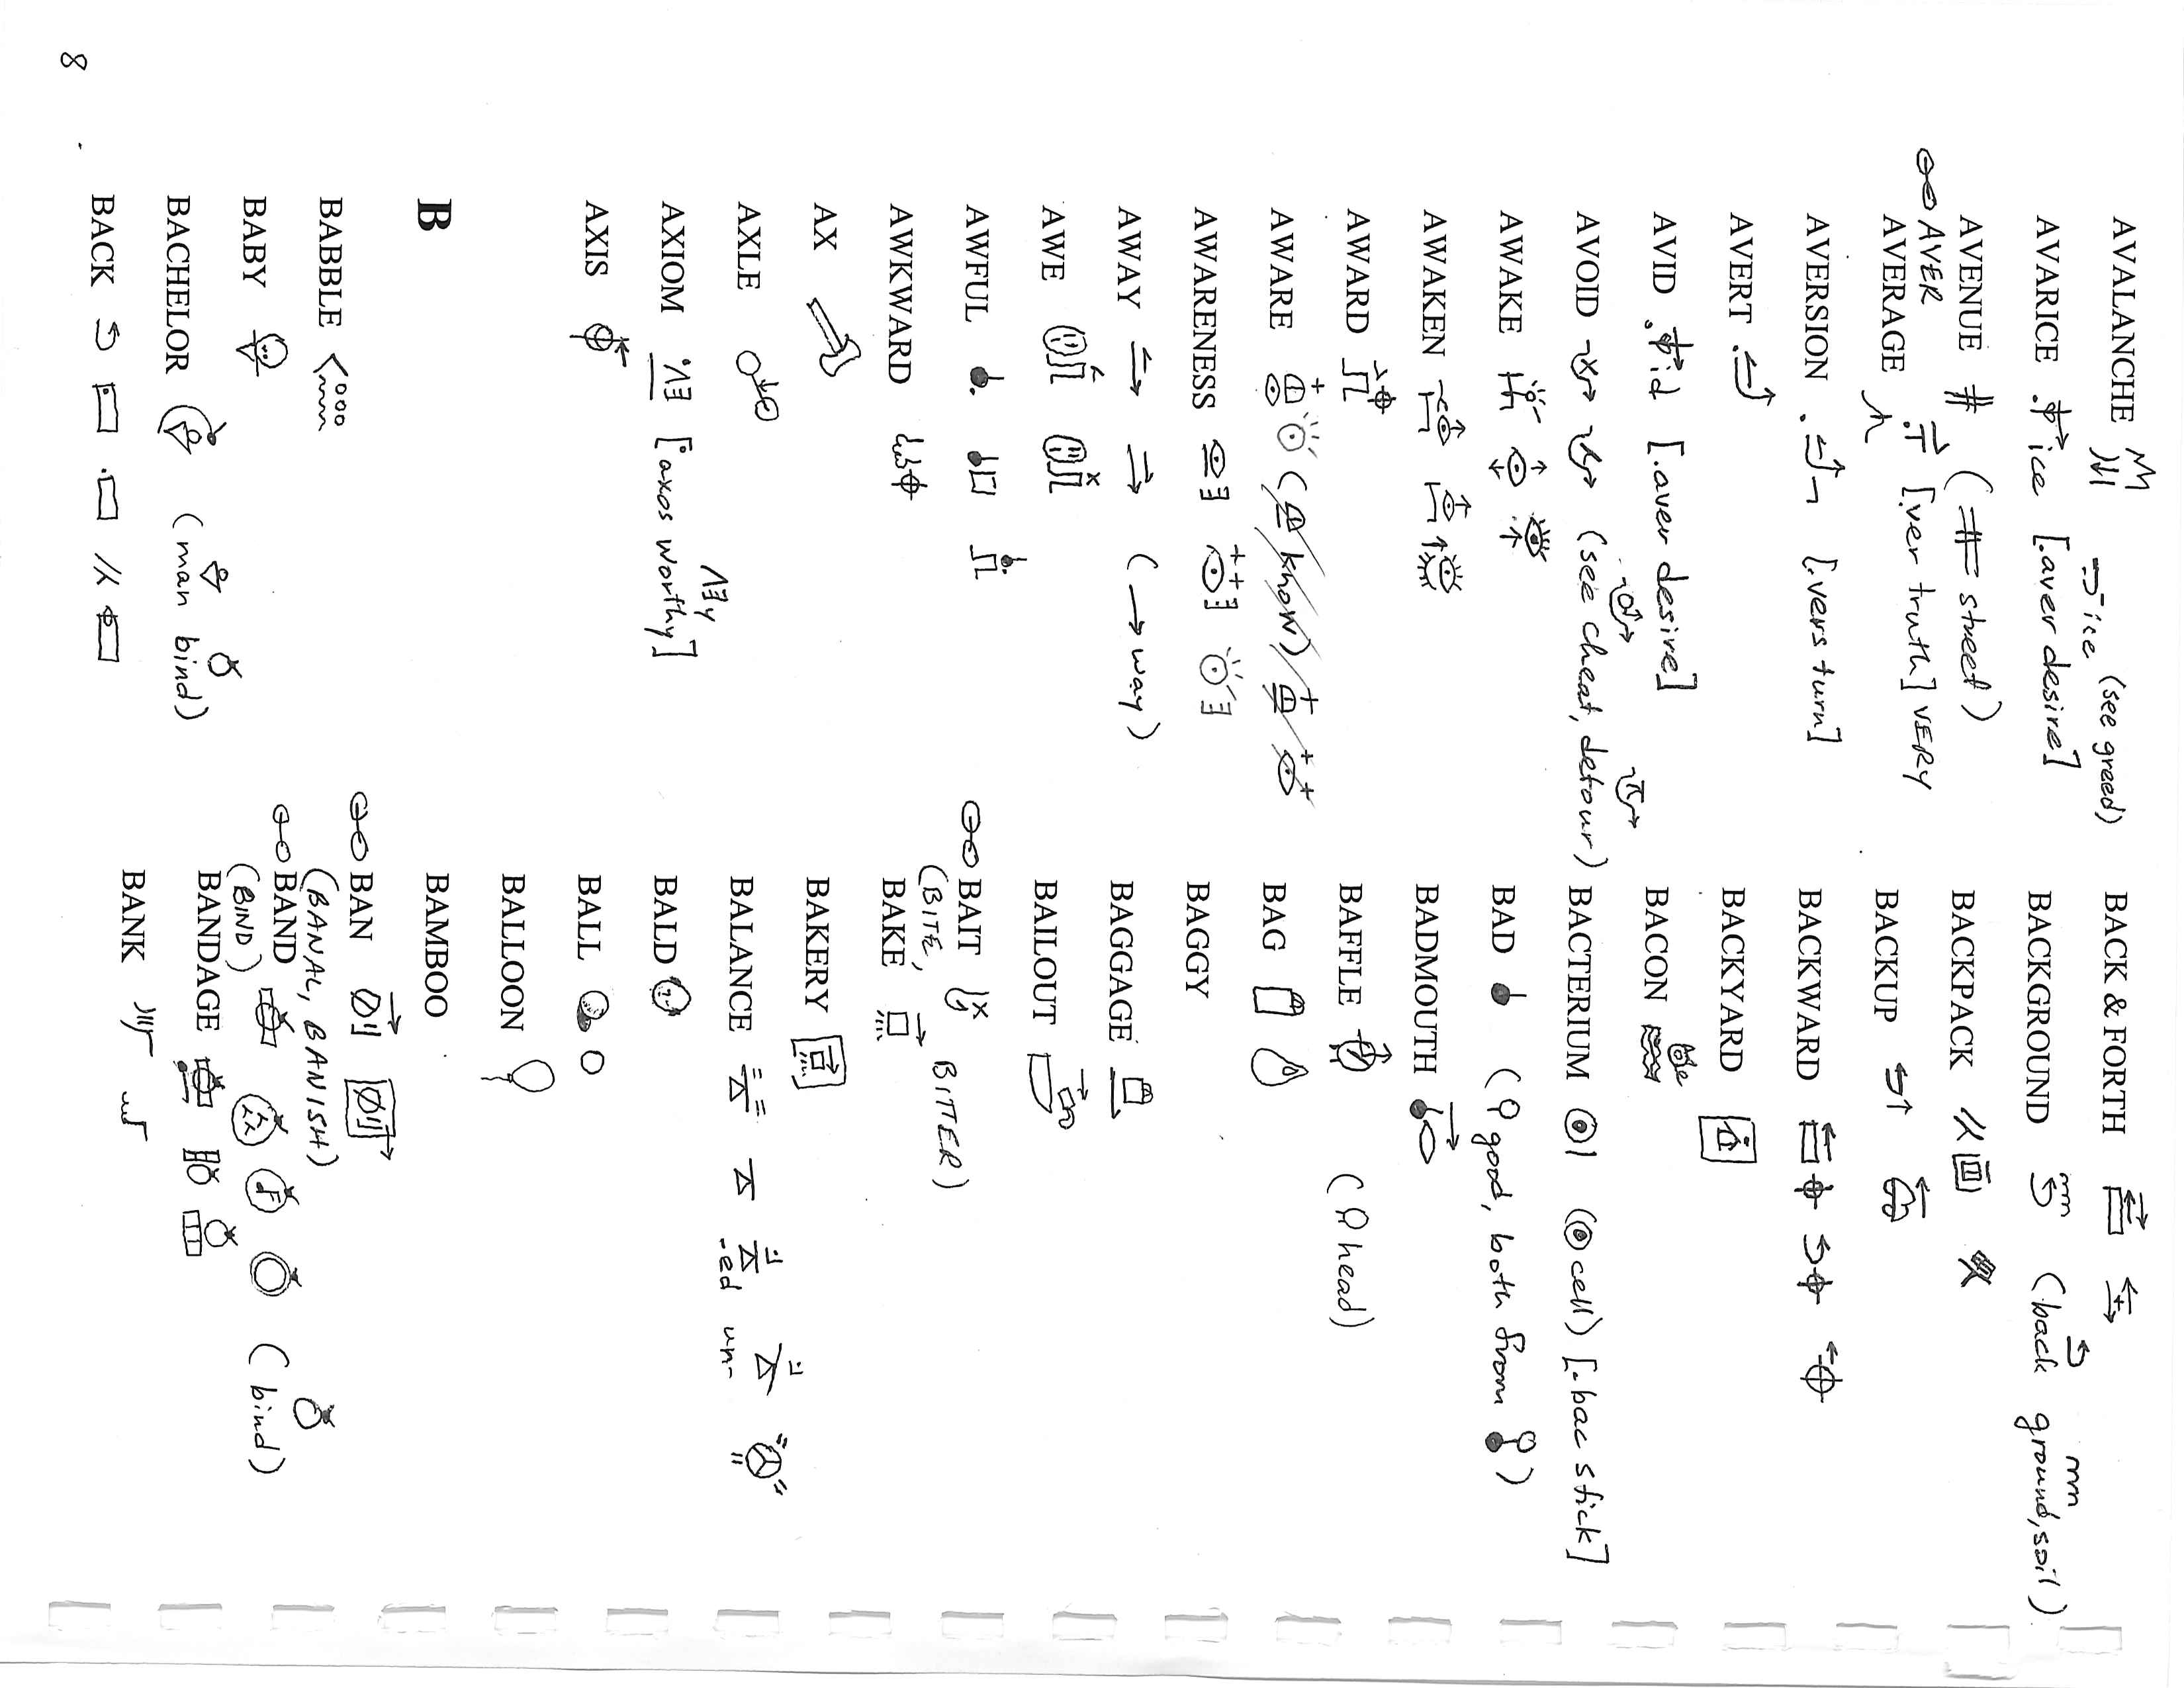 AVALANCHE
ice (see greed)
AVARICE ice [.aver desire]
AVENUE # (# street)
AVER [.ver truth] VERY
AVERAGE
AVERSION [.vers turn]
AVERT
AVID id [.aver desire]
AVOID (see cheat, detour)
AWAKE
AWAKEN
AWARD
AWARE (know)
AWARENESS
AWAY (→ way)
AWE
AWFUL
AWKWARD
AX
AXLE
AXIOM [axos worthy]
AXIS
B
BABBLE
BABY
BACHELOR (man bind)
BACK
8
BACK & FORTH
BACKGROUND (back ground, soil)
BACKPACK
BACKUP
BACKWARD
BACKYARD
BACON
BACTERIUM (cell) [.bac stick]
BAD (good, both from)
BADMOUTH
BAFFLE (head)
BAG
BAGGY
BAGGAGE
BAILOUT
BAIT
(BITE, BITTER)
BAKE
BAKERY
BALANCE
-ed un-
BALD
BALL
BALLOON
BAMBOO
BAN
(BANAL, BANISH)
BAND (bind)
(BIND)
BANDAGE
BANK